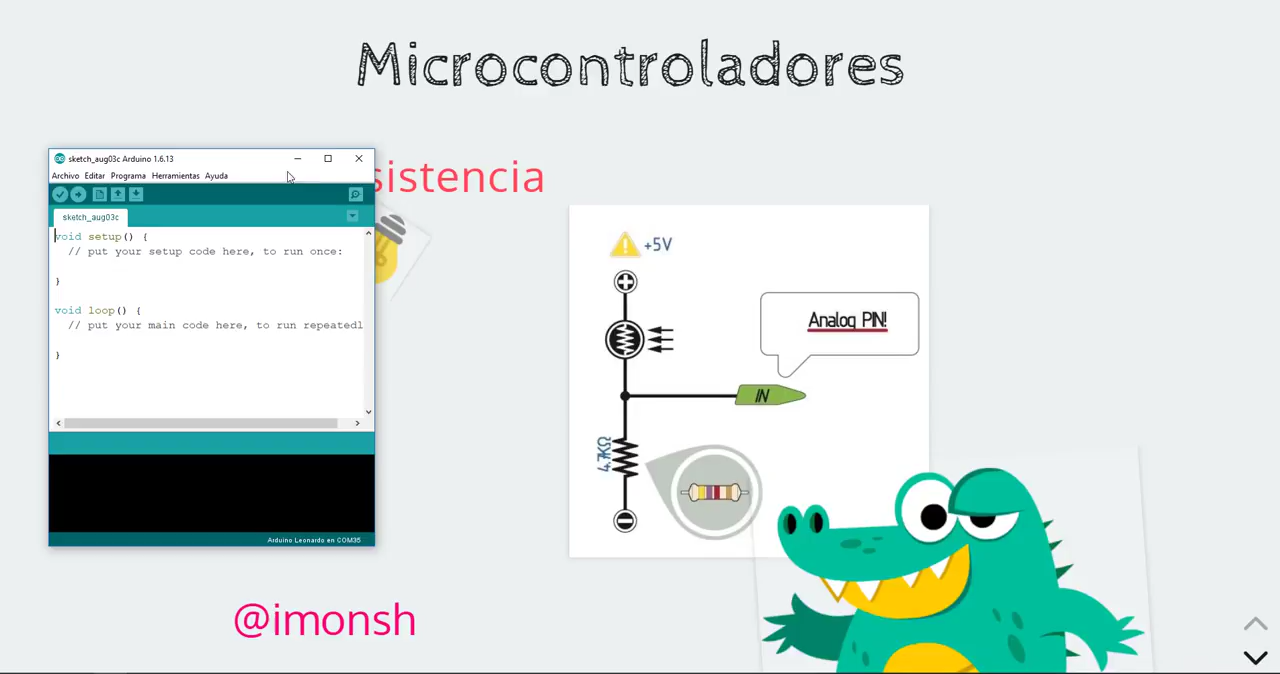 Microcontroladores
sistencia
sketch_aug03c Arduino 1.6.13
Archivo Editar Programa Herramientas Ayuda
sketch_aug03c
void setup() {
// put your setup code here, to run once:
}
void loop() {
// put your main code here, to run repeatedl
}
Arduino Leonardo en COM35
+5V
Analog PIN!
IN
4.7KΩ
@imonsh